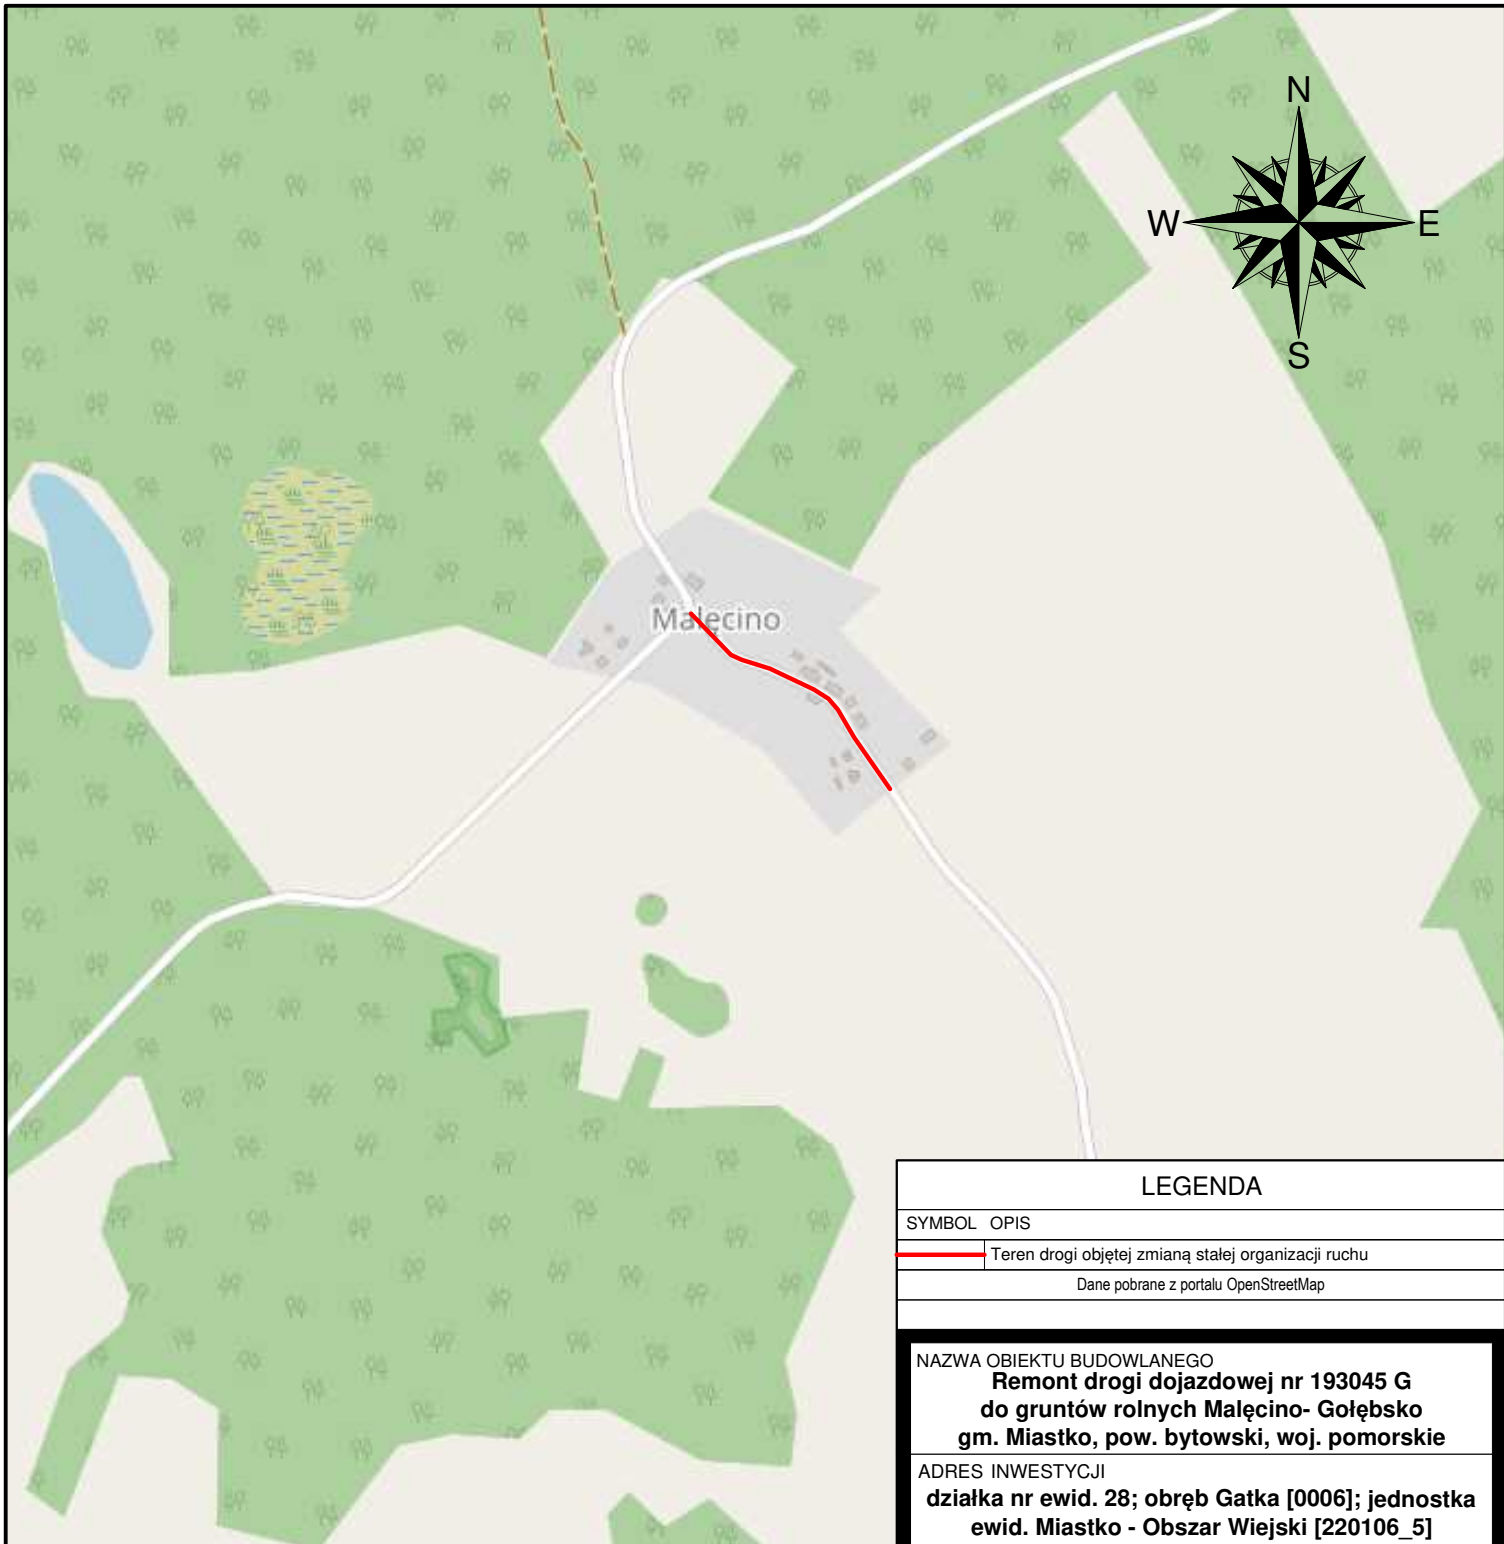 N
W E
S
Malęcino
LEGENDA
SYMBOL OPIS
Teren drogi objętej zmianą stałej organizacji ruchu
Dane pobrane z portalu OpenStreetMap
NAZWA OBIEKTU BUDOWLANEGO
Remont drogi dojazdowej nr 193045 G
do gruntów rolnych Malęcino- Gołębsko
gm. Miastko, pow. bytowski, woj. pomorskie
ADRES INWESTYCJI
działka nr ewid. 28; obręb Gatka [0006]; jednostka
ewid. Miastko - Obszar Wiejski [220106_5]